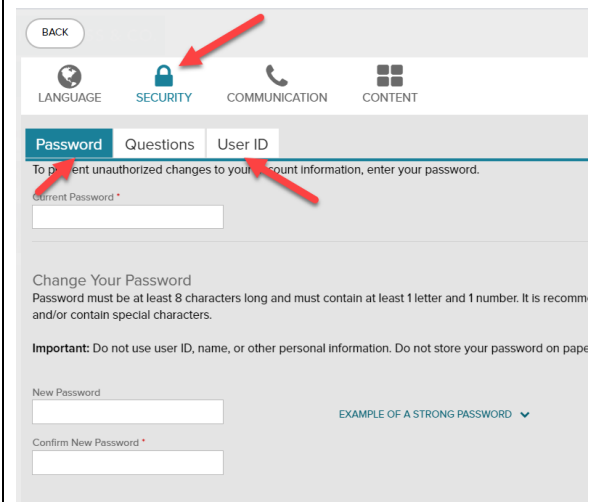 BACK
LANGUAGE SECURITY COMMUNICATION CONTENT
Password Questions User ID
To prevent unauthorized changes to your account information, enter your password.
Current Password *
Change Your Password
Password must be at least 8 characters long and must contain at least 1 letter and 1 number. It is
and/or contain special characters.
Important: Do not use user ID, name, or other personal information. Do not store your password on
New Password
EXAMPLE OF A STRONG PASSWORD
Confirm New Password *